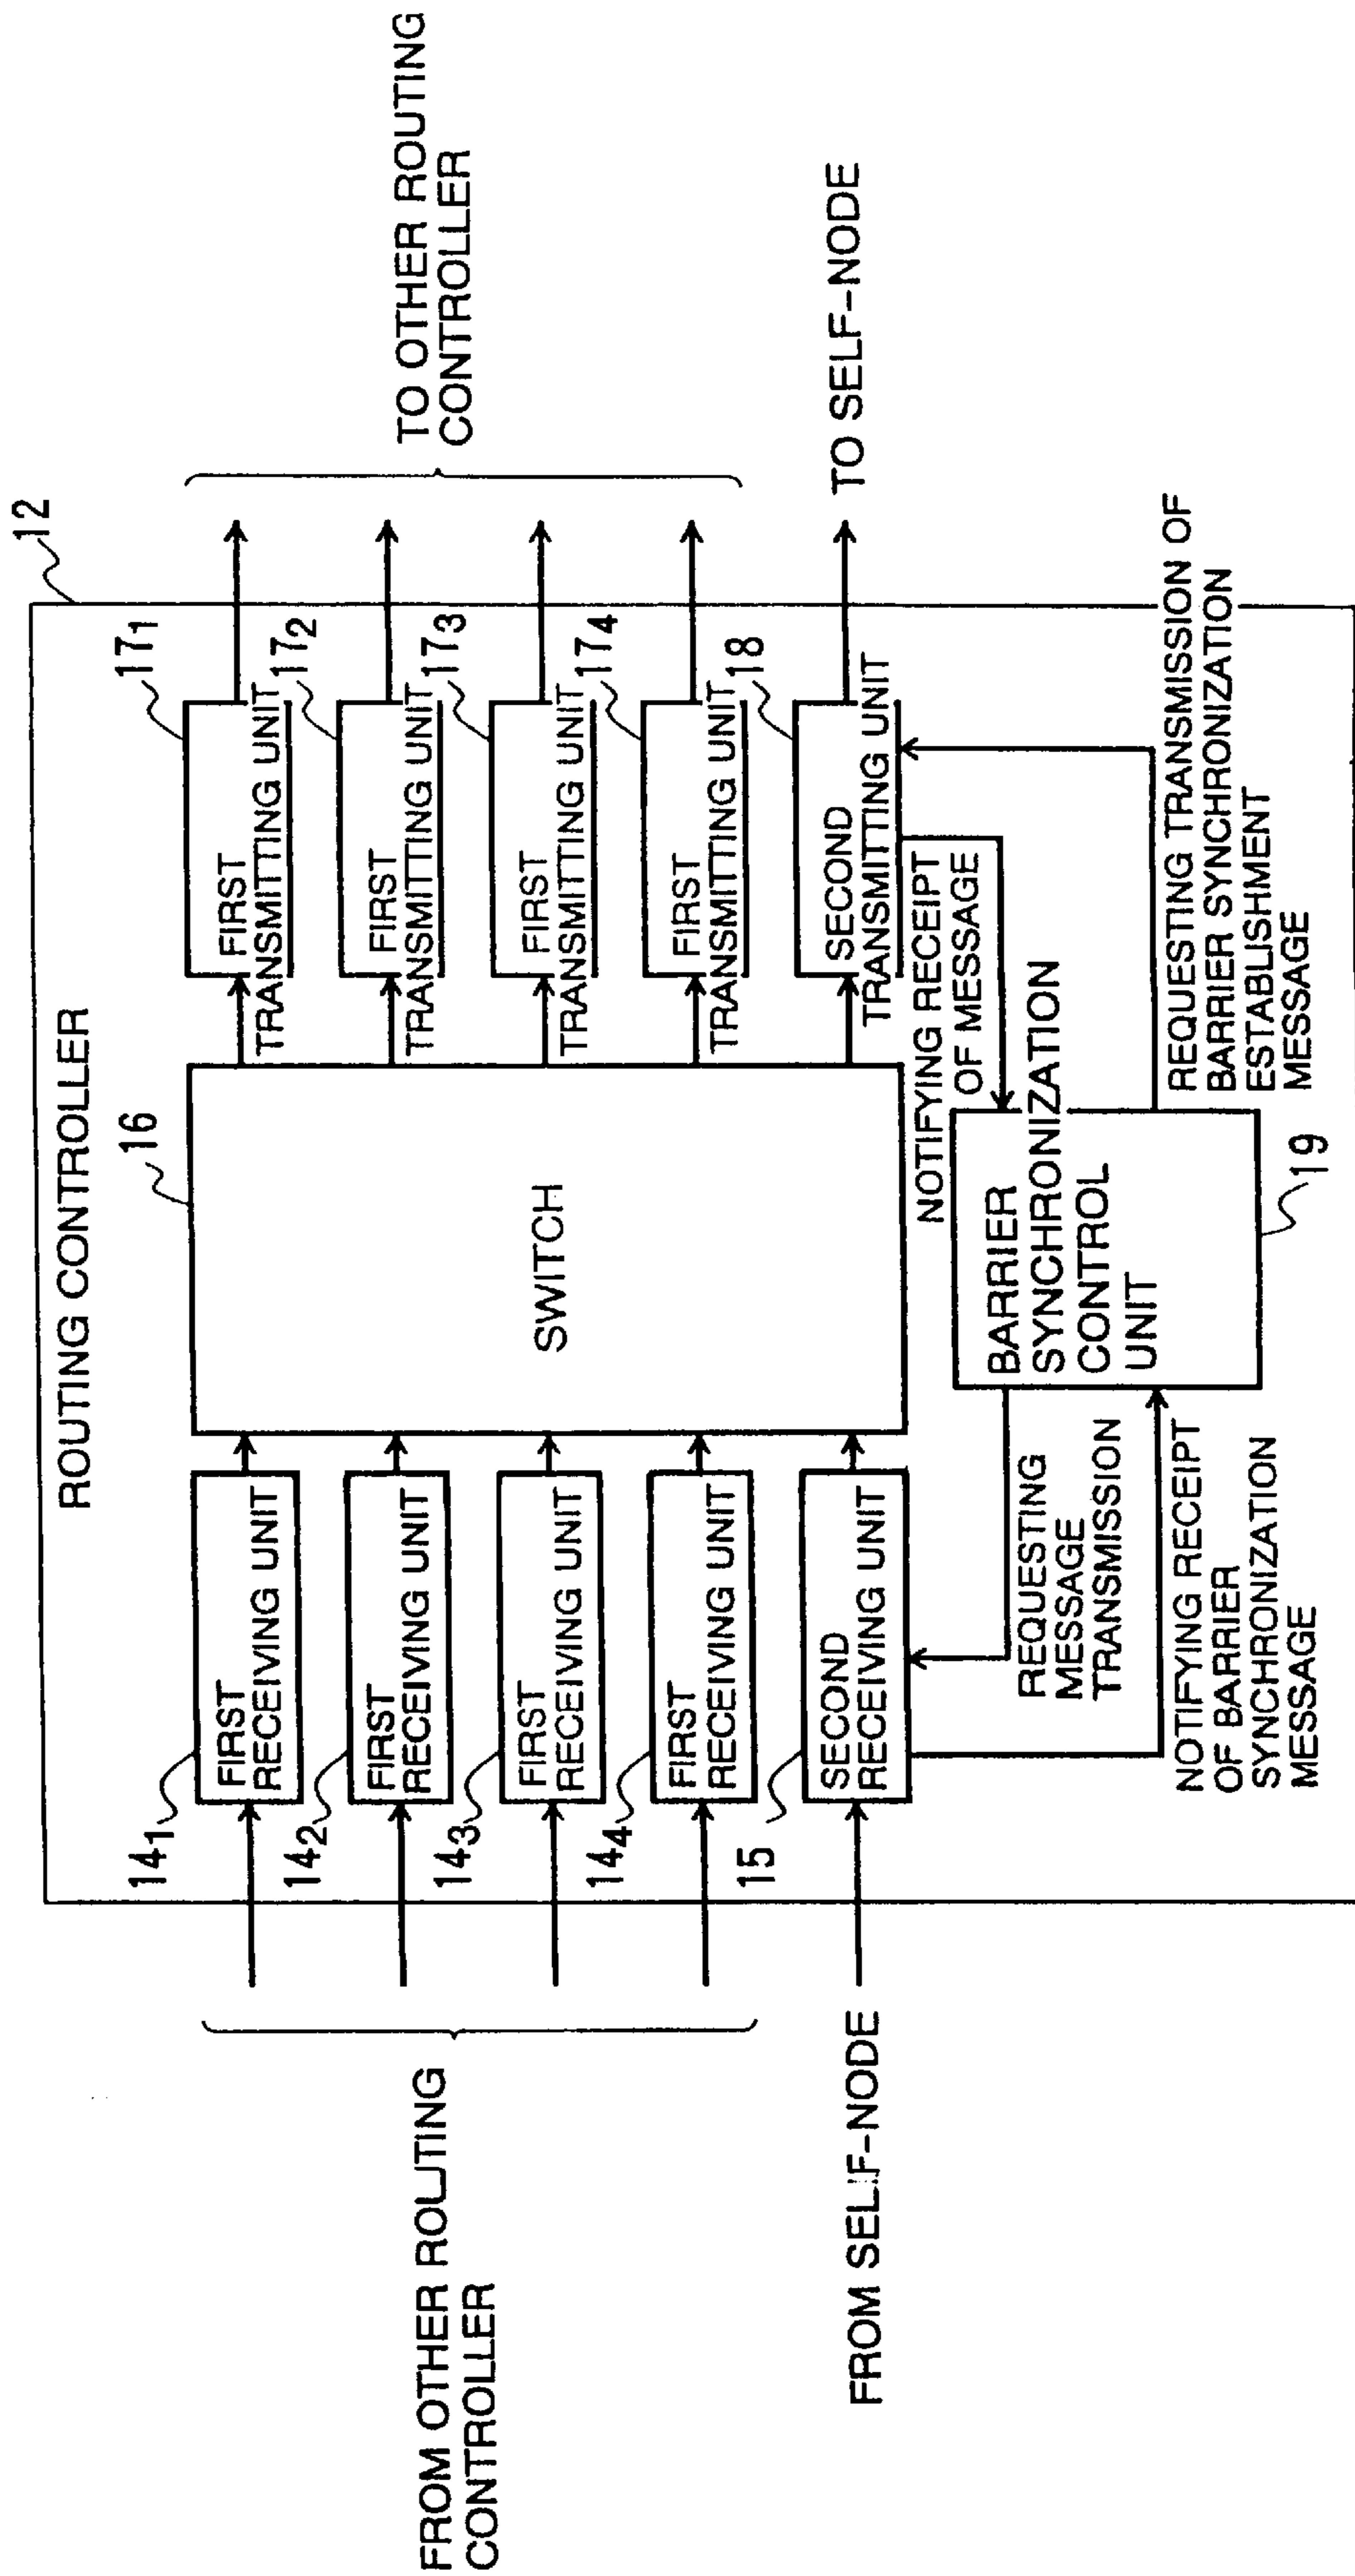 ROUTING CONTROLLER
12
FROM OTHER ROUTING
CONTROLLER
14₁
FIRST
RECEIVING UNIT
14₂
FIRST
RECEIVING UNIT
14₃
FIRST
RECEIVING UNIT
14₄
FIRST
RECEIVING UNIT
FROM SELF-NODE
15
SECOND
RECEIVING UNIT
16
SWITCH
17₁
FIRST
TRANSMITTING UNIT
17₂
FIRST
TRANSMITTING UNIT
17₃
FIRST
TRANSMITTING UNIT
17₄
FIRST
TRANSMITTING UNIT
18
SECOND
TRANSMITTING UNIT
TO OTHER ROUTING
CONTROLLER
TO SELF-NODE
REQUESTING
MESSAGE
TRANSMISSION
NOTIFYING RECEIPT
OF BARRIER
SYNCHRONIZATION
MESSAGE
BARRIER
SYNCHRONIZATION
CONTROL
UNIT
19
NOTIFYING RECEIPT
OF MESSAGE
REQUESTING TRANSMISSION OF
BARRIER SYNCHRONIZATION
ESTABLISHMENT
MESSAGE